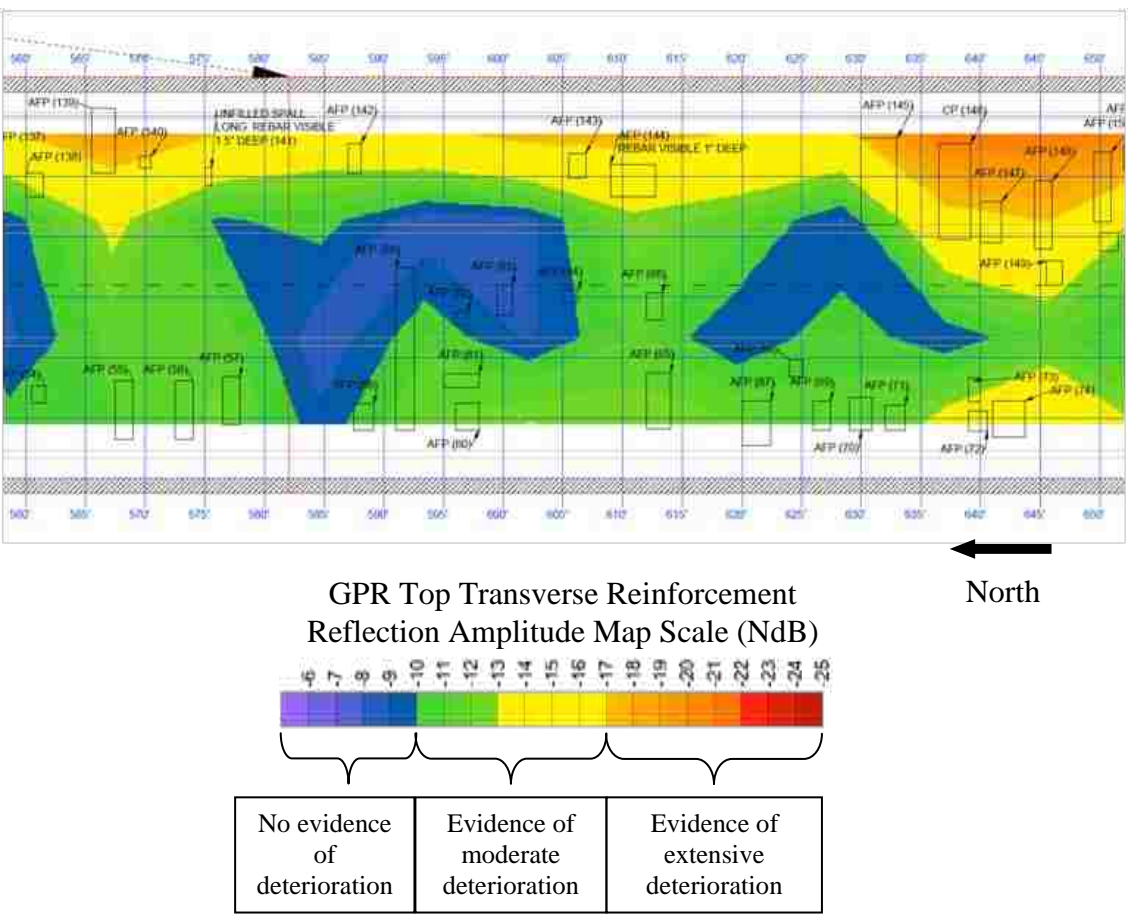 560' 565' 570' 575' 580' 585' 590' 595' 600' 605' 610' 615' 620' 625' 630' 635' 640' 645' 650'
AFP (139)
AFP (140)
UNFILLED SPALL
LONG. REBAR VISIBLE
1.5" DEEP (141)
AFP (142)
AFP (143)
AFP (144)
REBAR VISIBLE 1" DEEP
AFP (145)
CP (146)
AFP (138)
AFP (147)
AFP (148)
AFP (149)
AFP (66)
AFP (55)
AFP (56)
AFP (57)
AFP (61)
AFP (65)
AFP (67)
AFP (69)
AFP (71)
AFP (73)
AFP (74)
AFP (60)
AFP (70)
AFP (72)
560' 565' 570' 575' 580' 585' 590' 595' 600' 605' 610' 615' 620' 625' 630' 635' 640' 645' 650'
North
GPR Top Transverse Reinforcement
Reflection Amplitude Map Scale (NdB)
-6 -7 -8 -9 -10 -11 -12 -13 -14 -15 -16 -17 -18 -19 -20 -21 -22 -23 -24 -25
No evidence
of
deterioration
Evidence of
moderate
deterioration
Evidence of
extensive
deterioration